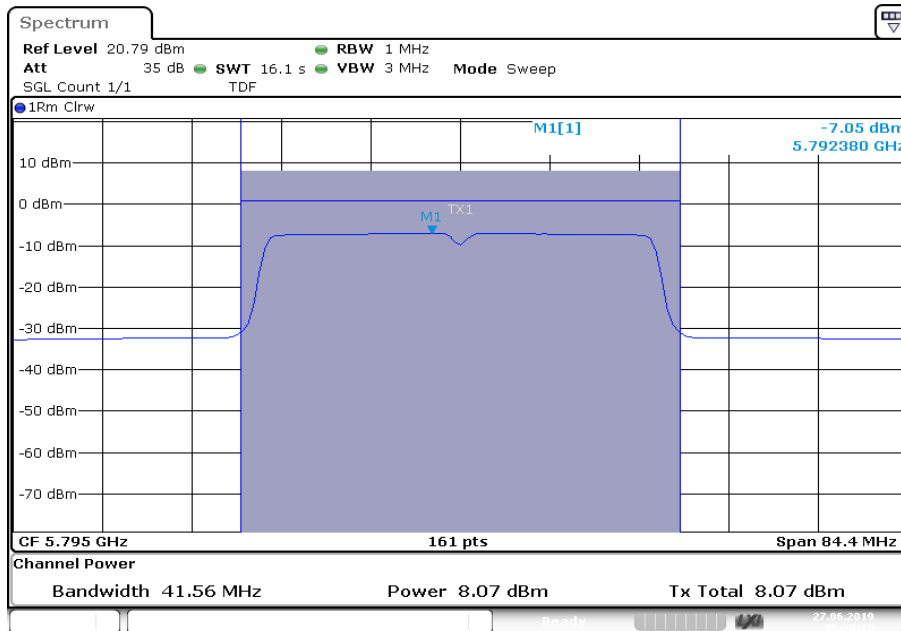 Spectrum
Ref Level 20.79 dBm RBW 1 MHz
Att 35 dB SWT 16.1 s VBW 3 MHz Mode Sweep
SGL Count 1/1 TDF
1Rm Clrw
M1[1] -7.05 dBm
5.792380 GHz
10 dBm
0 dBm
TX1
M1
-10 dBm
-20 dBm
-30 dBm
-40 dBm
-50 dBm
-60 dBm
-70 dBm
CF 5.795 GHz 161 pts Span 84.4 MHz
Channel Power
Bandwidth 41.56 MHz Power 8.07 dBm Tx Total 8.07 dBm
Ready LXI 27.06.2019